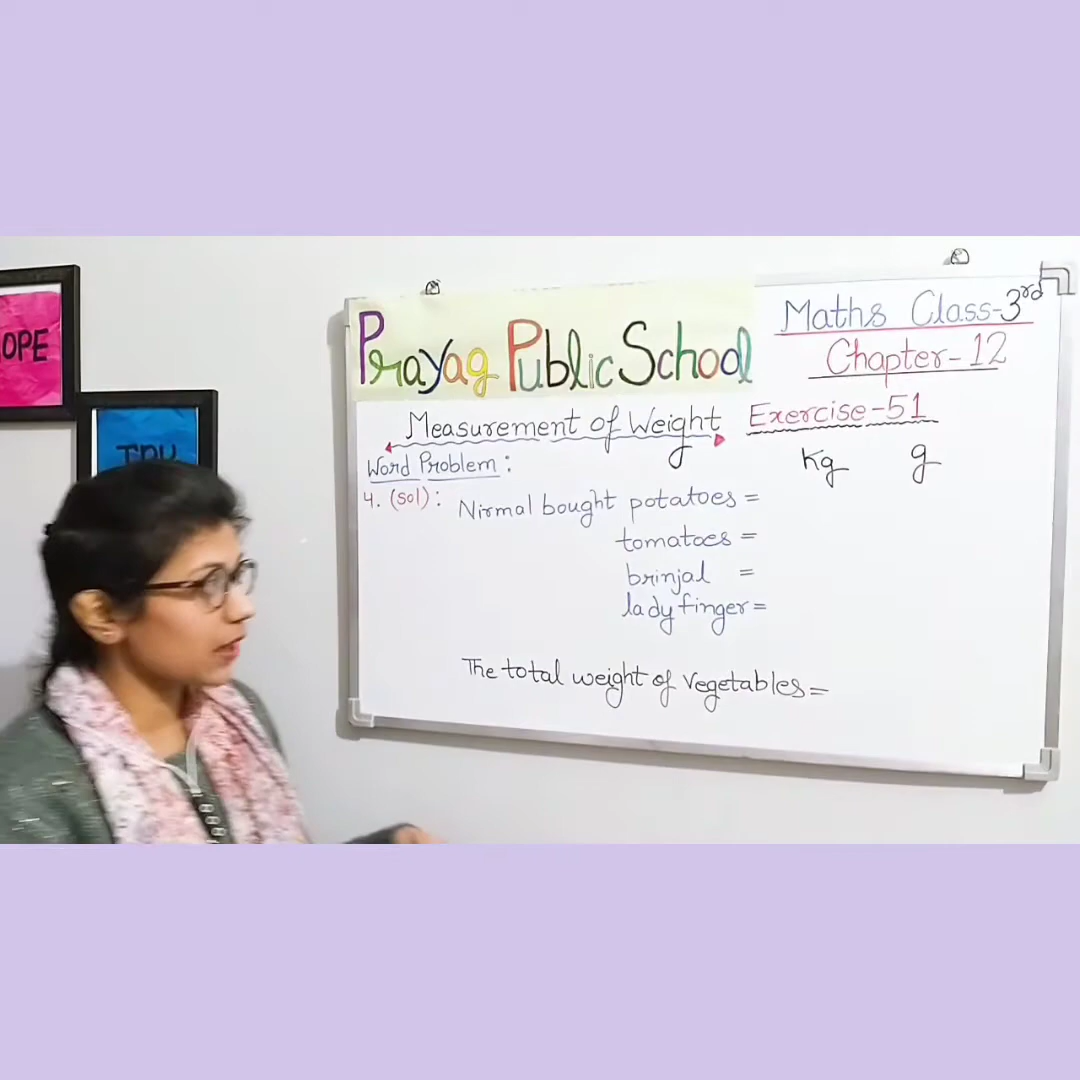 OPE
Prayag Public School
Maths Class-3rd
Chapter-12
Measurement of Weight
Exercise-51
Word Problem:
Kg g
4. (sol): Nirmal bought potatoes =
tomatoes =
brinjal =
lady finger =
The total weight of vegetables =